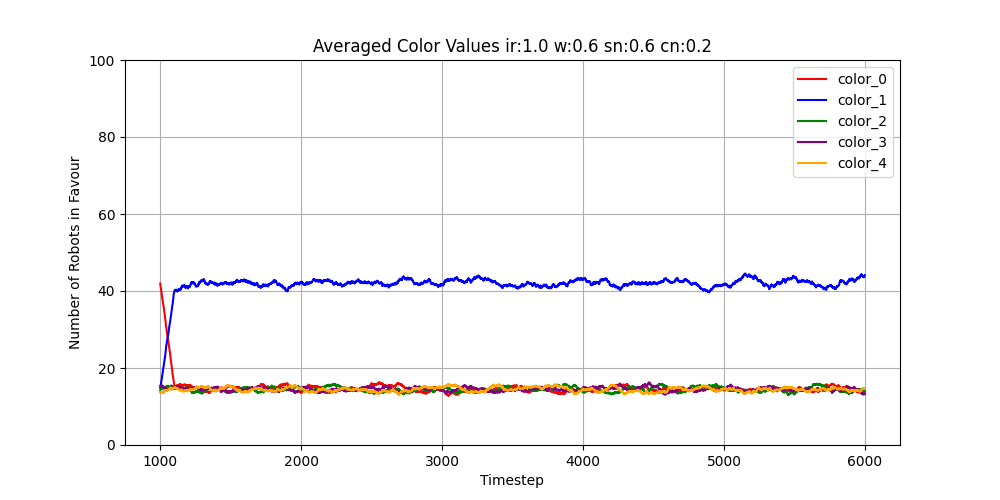 Averaged Color Values ir:1.0 w:0.6 sn:0.6 cn:0.2
100
80
60
40
20
0
Number of Robots in Favour
color_0
color_1
color_2
color_3
color_4
1000 2000 3000 4000 5000 6000
Timestep